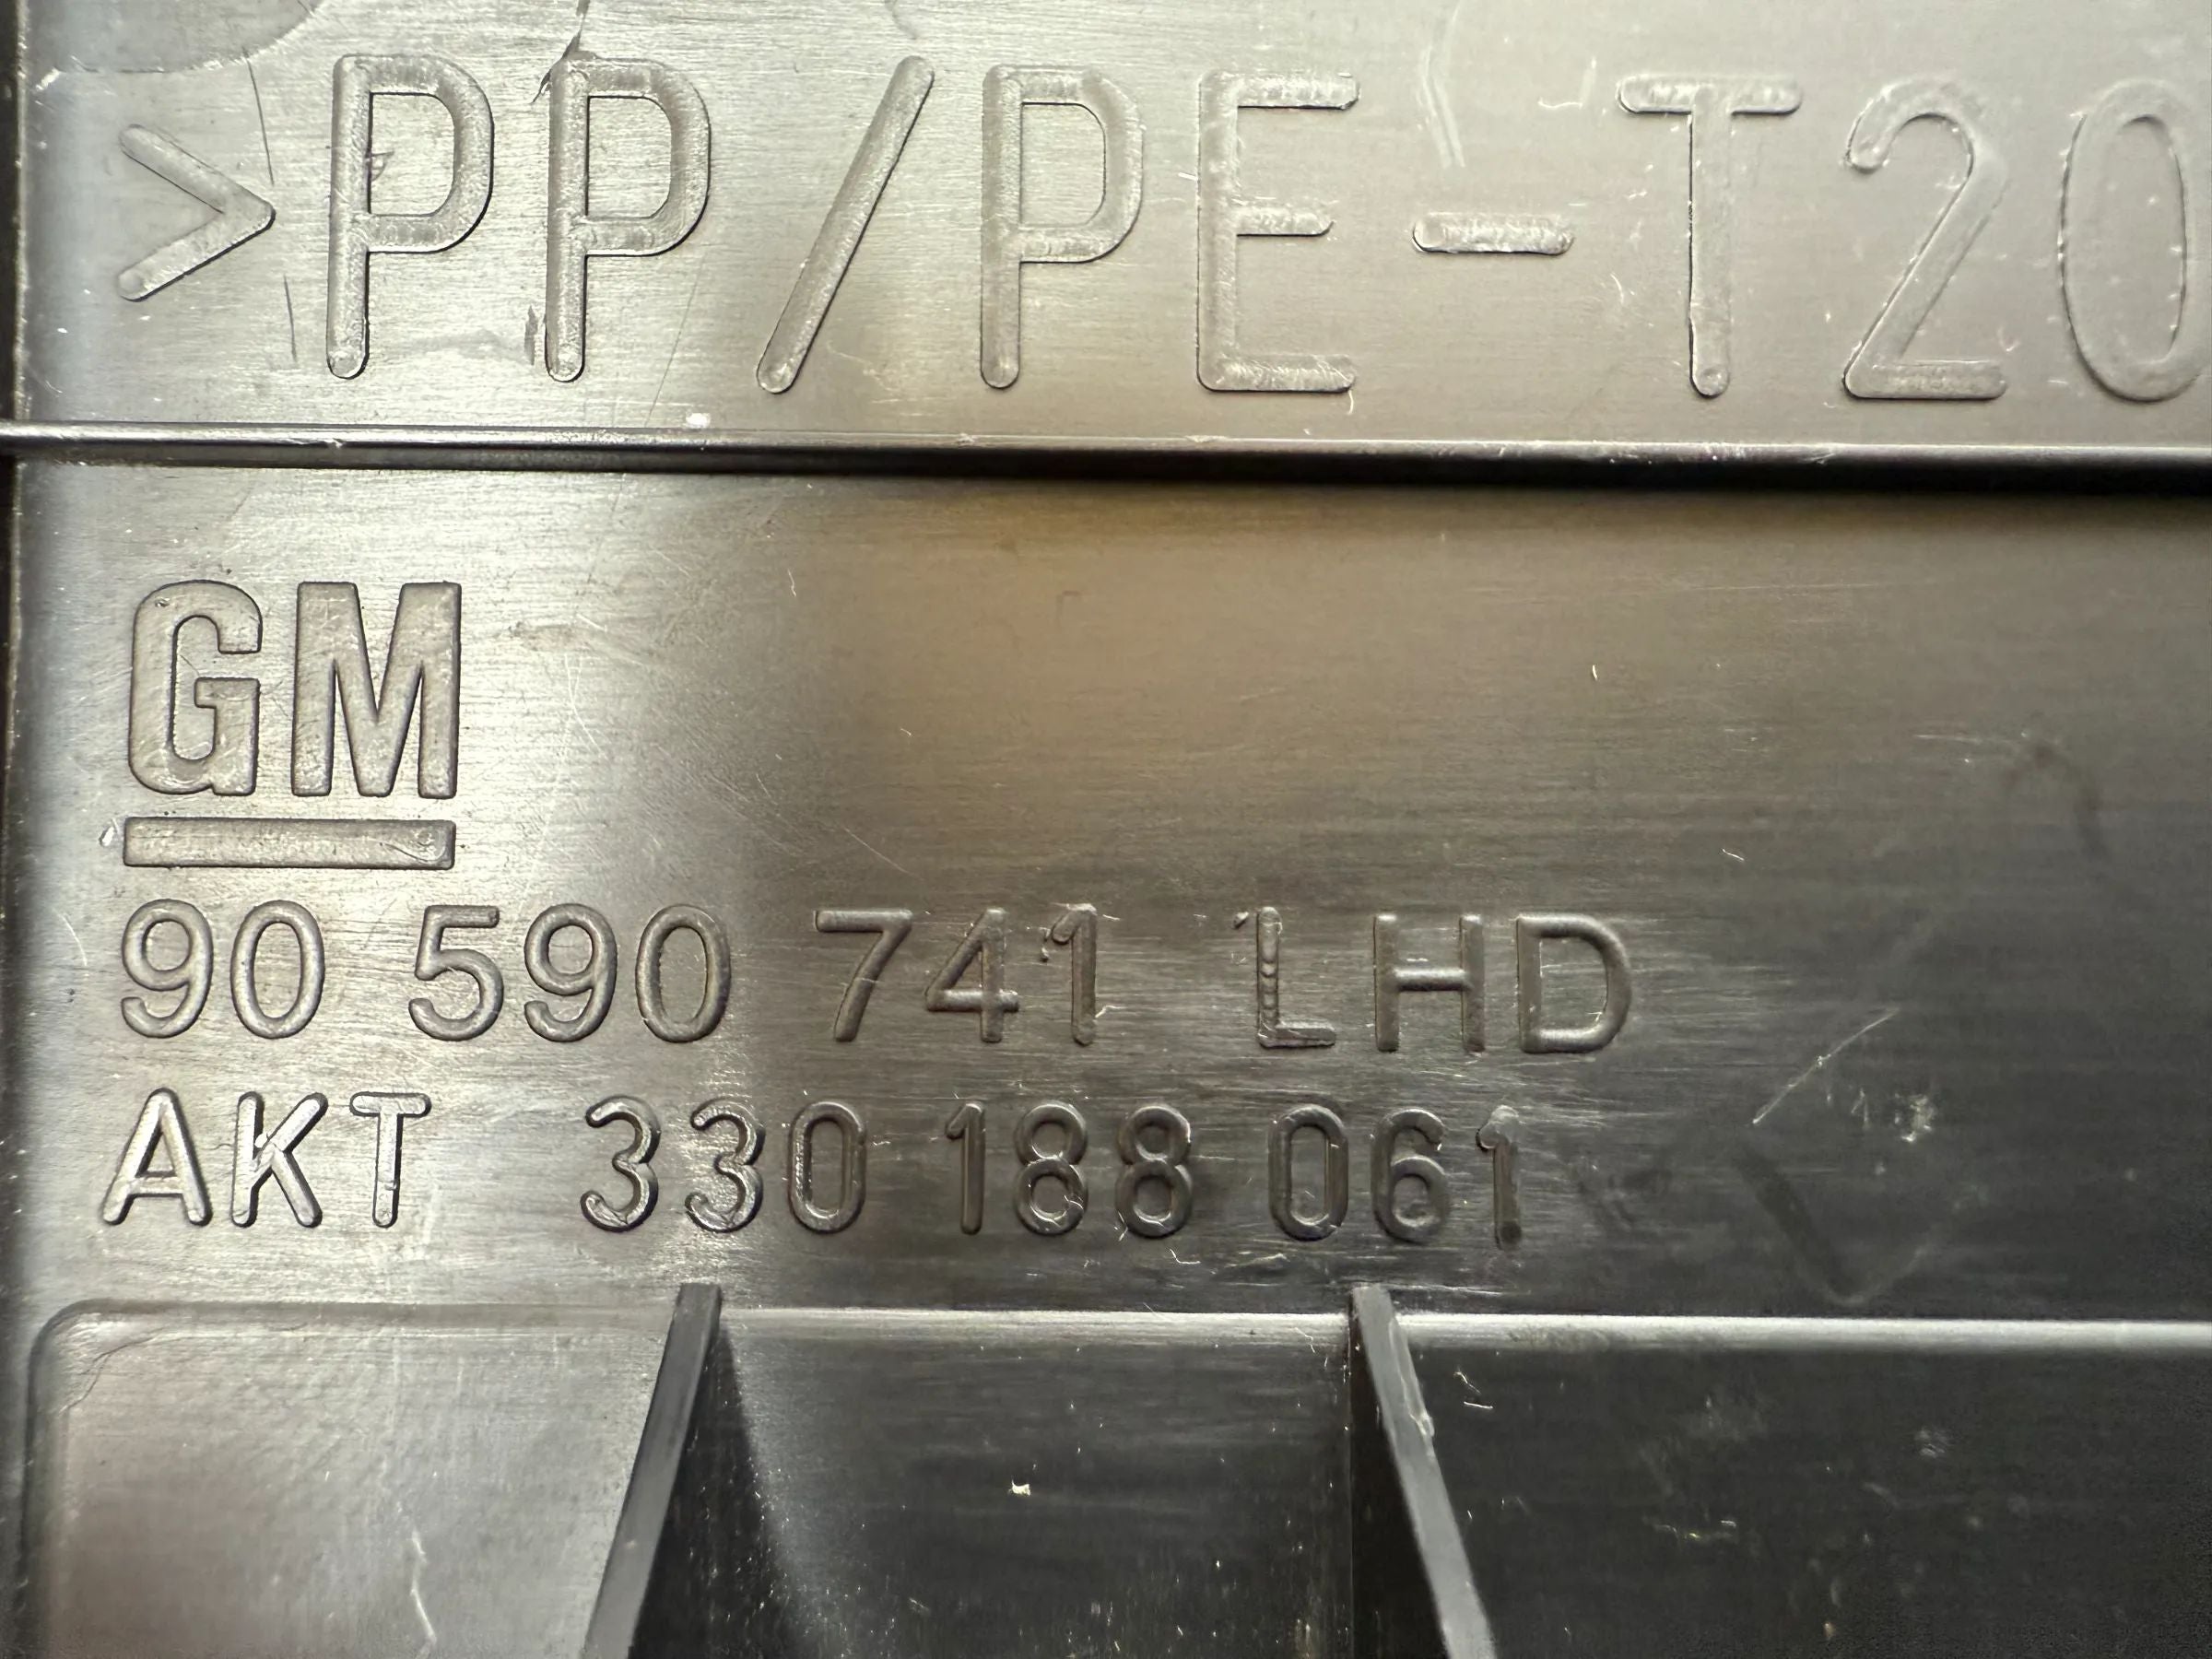 >PP/PE-T20
GM
90 590 741 LHD
AKT 330 188 061